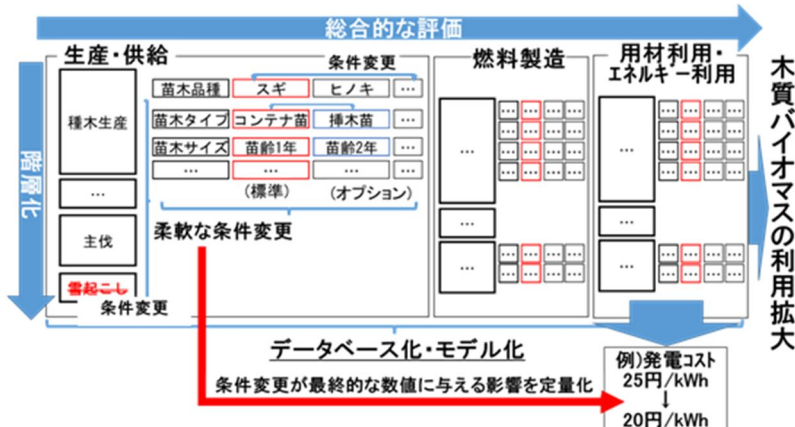 総合的な評価
生産・供給
燃料製造
用材利用・
エネルギー利用
木質バイオマスの利用拡大
階層化
種木生産
…
主伐
雪起こし
条件変更
条件変更
苗木品種 スギ ヒノキ …
苗木タイプ コンテナ苗 挿木苗 …
苗木サイズ 苗齢1年 苗齢2年 …
… … … …
(標準) (オプション)
柔軟な条件変更
… … … … …
… … … …
… … … …
… … … …
…
… … … … …
… … … …
… … … … …
… … … …
… … … …
… … … …
…
… … … … …
… … … …
データベース化・モデル化
条件変更が最終的な数値に与える影響を定量化
例)発電コスト
25円/kWh
↓
20円/kWh